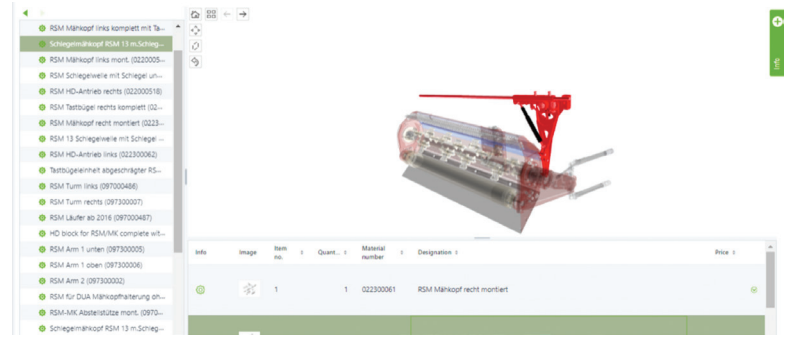 RSM Mähkopf links komplett mit Ta...
Schlegelmähkopf RSM 13 m.Schleg...
RSM Mähkopf links mont. (0220005...
RSM Schlegelwelle mit Schlegel un...
RSM HD-Antrieb rechts (022000518)
RSM Tastbügel rechts komplett (02...
RSM Mähkopf recht montiert (0223...
RSM 13 Schlegelwelle mit Schlegel ...
RSM HD-Antrieb links (022300062)
Tastbügeleinheit abgeschrägter RS...
RSM Turm links (097000486)
RSM Turm rechts (097300007)
RSM Läufer ab 2016 (097000487)
HD block for RSM/MK complete wit...
RSM Arm 1 unten (097300005)
RSM Arm 1 oben (097300006)
RSM Arm 2 (097300002)
RSM für DUA Mähkopfhalterung oh...
RSM-MK Abstellstütze mont. (0970...
Schlegelmähkopf RSM 13 m.Schleg...
Info
Info Image Item no. Quant... Material number Designation Price
1 1 022300061 RSM Mähkopf recht montiert